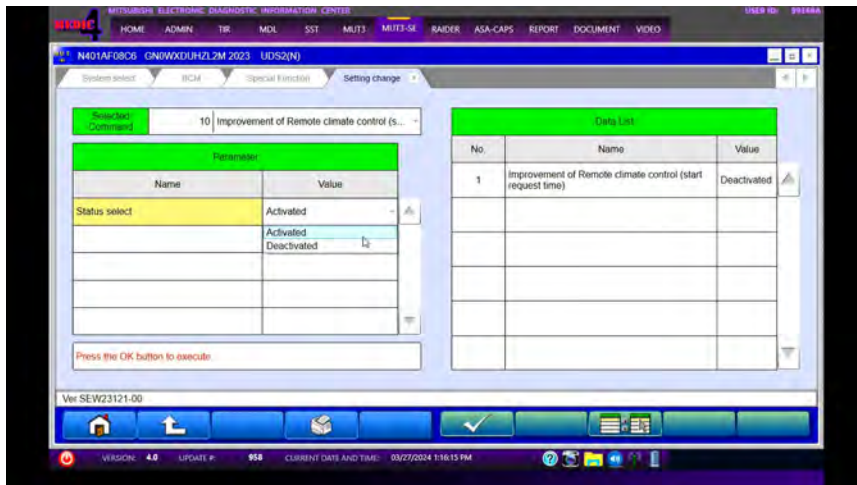 MITSUBISHI ELECTRONIC DIAGNOSTIC INFORMATION CENTER
USER ID:
MEDIC
HOME ADMIN TIR MDL SST MUT3 MUT3-SE RAIDER ASA-CAPS REPORT DOCUMENT VIDEO
N401AF08C6 GN0WXDUHZL2M 2023 UDS2(N)
System select BCM Special Function Setting change
Selected Command
10 Improvement of Remote climate control (s...
Parameter
Name Value
Status select Activated
Activated
Deactivated
Press the OK button to execute.
Data List
No. Name Value
1 Improvement of Remote climate control (start request time) Deactivated
Ver.SEW23121-00
VERSION: 4.0 UPDATE #: 958 CURRENT DATE AND TIME: 03/27/2024 1:16:15 PM